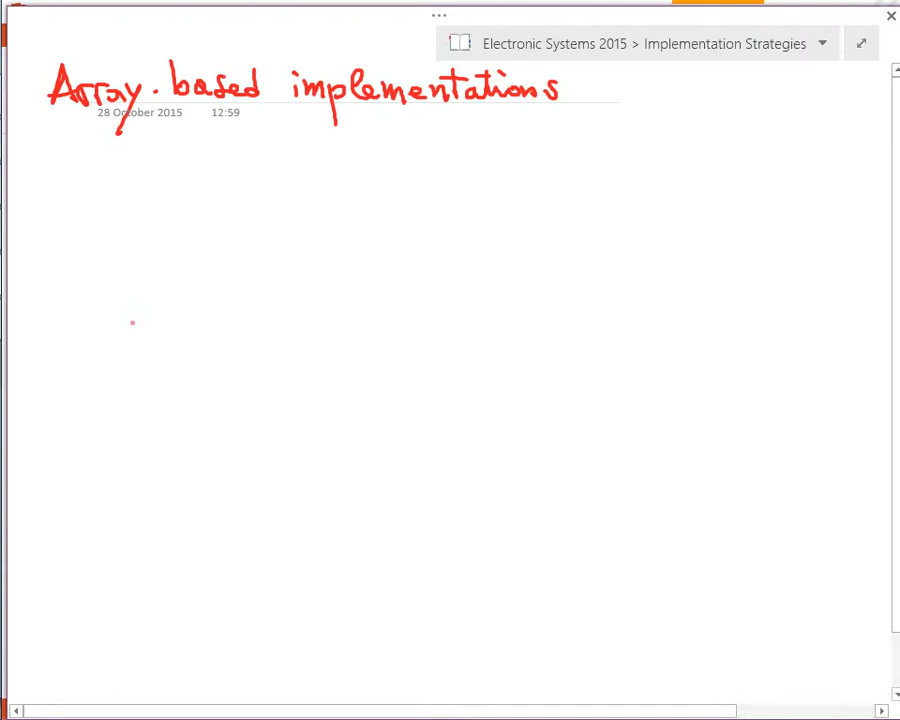 Electronic Systems 2015 > Implementation Strategies
Array-based implementations
28 October 2015 12:59